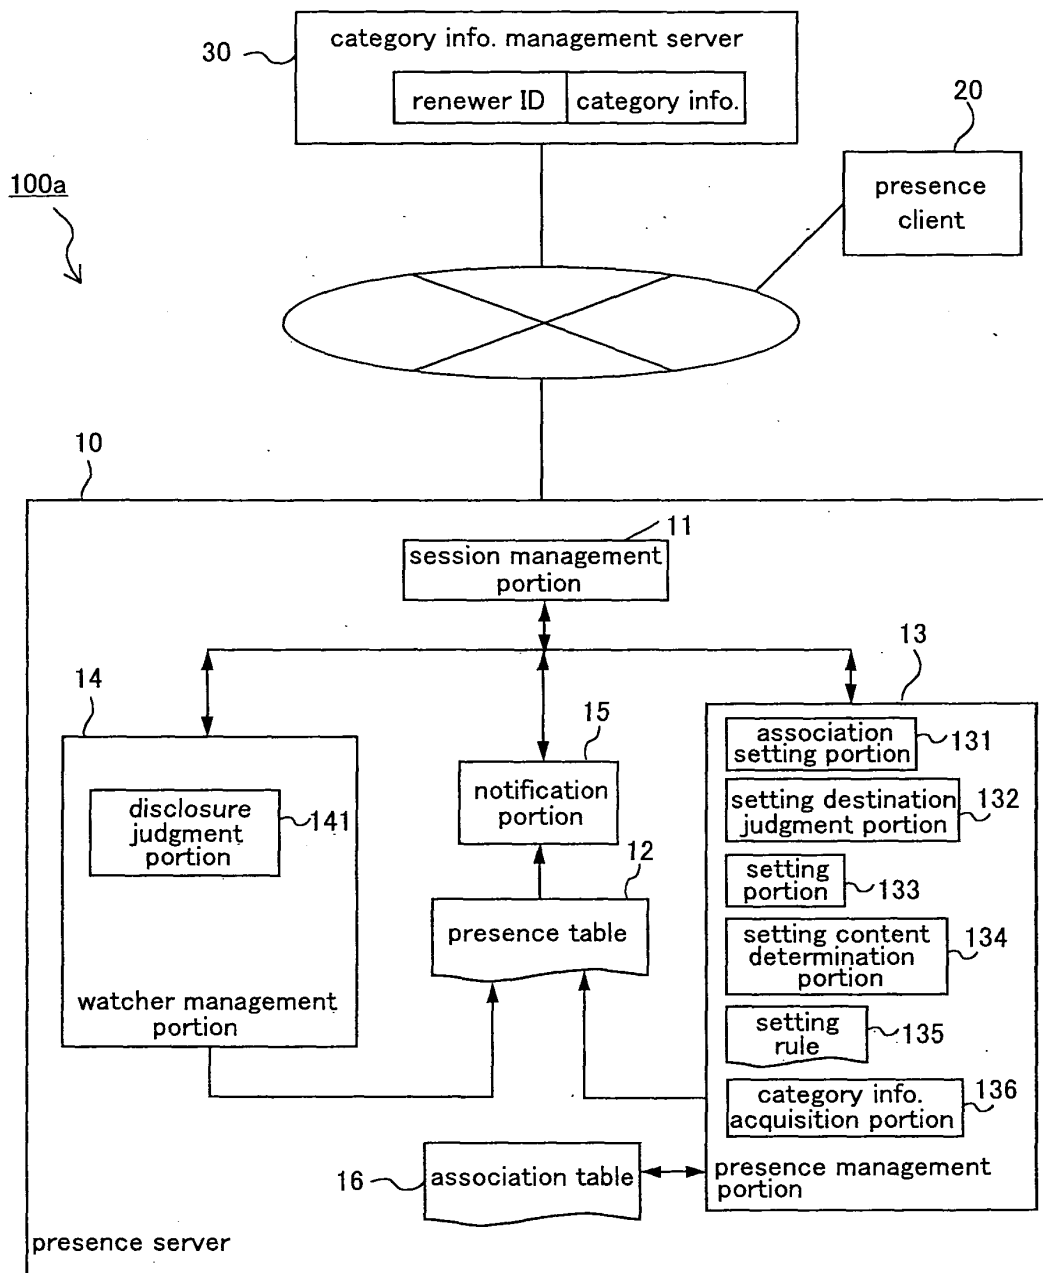 category info. management server
30
renewer ID category info.
20
100a
presence
client
10
11
session management
portion
13
14
15
association
setting portion
131
notification
portion
setting destination
judgment portion
132
disclosure
judgment
portion
141
12
setting
portion
133
presence table
setting content
determination
portion
134
watcher management
portion
setting
rule
135
category info.
acquisition portion
136
16
association table
presence management
portion
presence server